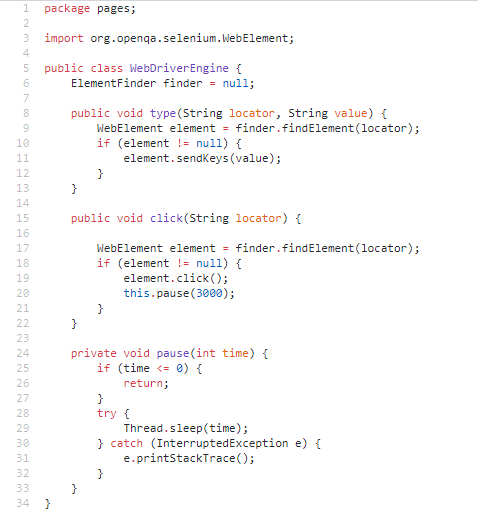 1 package pages;
2
3 import org.openqa.selenium.WebElement;
4
5 public class WebDriverEngine {
6     ElementFinder finder = null;
7
8     public void type(String locator, String value) {
9         WebElement element = finder.findElement(locator);
10         if (element != null) {
11             element.sendKeys(value);
12         }
13     }
14
15     public void click(String locator) {
16
17         WebElement element = finder.findElement(locator);
18         if (element != null) {
19             element.click();
20             this.pause(3000);
21         }
22     }
23
24     private void pause(int time) {
25         if (time <= 0) {
26             return;
27         }
28         try {
29             Thread.sleep(time);
30         } catch (InterruptedException e) {
31             e.printStackTrace();
32         }
33     }
34 }